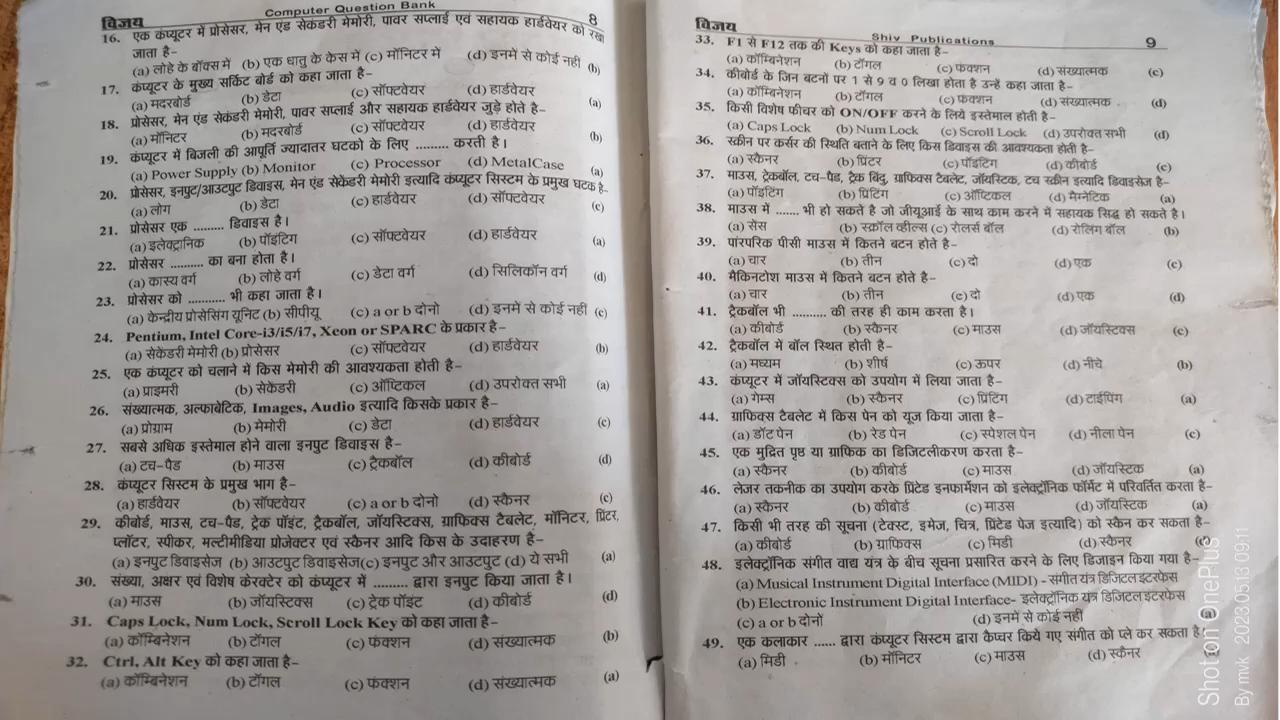 विजय Computer Question Bank 8
16. एक कंप्यूटर में प्रोसेसर, मेन एंड सेकंडरी मेमोरी, पावर सप्लाई एवं सहायक हार्डवेयर को रखा
जाता है-
(a) लोहे के बॉक्स में (b) एक धातु के केस में (c) मॉनिटर में (d) इनमें से कोई नहीं (b)
17. कंप्यूटर के मुख्य सर्किट बोर्ड को कहा जाता है-
(a) मदरबोर्ड (b) डेटा (c) सॉफ्टवेयर (d) हार्डवेयर (a)
18. प्रोसेसर, मेन एंड सेकंडरी मेमोरी, पावर सप्लाई और सहायक हार्डवेयर जुड़े होते है-
(a) मॉनिटर (b) मदरबोर्ड (c) सॉफ्टवेयर (d) हार्डवेयर (b)
19. कंप्यूटर में बिजली की आपूर्ति ज्यादातर घटको के लिए ......... करती है।
(a) Power Supply (b) Monitor (c) Processor (d) MetalCase (a)
20. प्रोसेसर, इनपुट/आउटपुट डिवाइस, मेन एंड सेकेंडरी मेमोरी इत्यादि कंप्यूटर सिस्टम के प्रमुख घटक है-
(a) लोग (b) डेटा (c) हार्डवेयर (d) सॉफ्टवेयर (c)
21. प्रोसेसर एक ........ डिवाइस है।
(a) इलेक्ट्रानिक (b) पॉइंटिग (c) सॉफ्टवेयर (d) हार्डवेयर (a)
22. प्रोसेसर .......... का बना होता है।
(a) कास्य वर्ग (b) लोहे वर्ग (c) डेटा वर्ग (d) सिलिकॉन वर्ग (d)
23. प्रोसेसर को ........... भी कहा जाता है।
(a) केन्द्रीय प्रोसेसिंग यूनिट (b) सीपीयू (c) a or b दोनो (d) इनमें से कोई नहीं (c)
24. Pentium, Intel Core-i3/i5/i7, Xeon or SPARC के प्रकार है-
(a) सेकेंडरी मेमोरी (b) प्रोसेसर (c) सॉफ्टवेयर (d) हार्डवेयर (b)
25. एक कंप्यूटर को चलाने में किस मेमोरी की आवश्यकता होती है-
(a) प्राइमरी (b) सेकेंडरी (c) ऑप्टिकल (d) उपरोक्त सभी (a)
26. संख्यात्मक, अल्फाबेटिक, Images, Audio इत्यादि किसके प्रकार है-
(a) प्रोग्राम (b) मेमोरी (c) डेटा (d) हार्डवेयर (c)
27. सबसे अधिक इस्तेमाल होने वाला इनपुट डिवाइस है-
(a) टच-पैड (b) माउस (c) ट्रैकबॉल (d) कीबोर्ड (d)
28. कंप्यूटर सिस्टम के प्रमुख भाग है-
(a) हार्डवेयर (b) सॉफ्टवेयर (c) a or b दोनो (d) स्कैनर (c)
29. कीबोर्ड, माउस, टच-पैड, ट्रेक पॉइंट, ट्रैकबॉल, जॉयस्टिक्स, ग्राफिक्स टैबलेट, मॉनिटर, प्रिंटर,
प्लॉटर, स्पीकर, मल्टीमीडिया प्रोजेक्टर एवं स्कैनर आदि किस के उदाहरण है-
(a) इनपुट डिवाइसेज (b) आउटपुट डिवाइसेज(c) इनपुट और आउटपुट (d) ये सभी (a)
30. संख्या, अक्षर एवं विशेष केरक्टेर को कंप्यूटर में ......... द्वारा इनपुट किया जाता है।
(a) माउस (b) जॉयस्टिक्स (c) ट्रेक पॉइंट (d) कीबोर्ड (d)
31. Caps Lock, Num Lock, Scroll Lock Key को कहा जाता है-
(a) कॉम्बिनेशन (b) टॉगल (c) फंक्शन (d) संख्यात्मक (b)
32. Ctrl, Alt Key को कहा जाता है-
(a) कॉम्बिनेशन (b) टॉगल (c) फंक्शन (d) संख्यात्मक (a)
विजय Shiv Publications 9
33. F1 से F12 तक की Keys को कहा जाता है-
(a) कॉम्बिनेशन (b) टॉगल (c) फंक्शन (d) संख्यात्मक (c)
34. कीबोर्ड के जिन बटनों पर 1 से 9 व 0 लिखा होता है उन्हें कहा जाता है-
(a) कॉम्बिनेशन (b) टॉगल (c) फंक्शन (d) संख्यात्मक (d)
35. किसी विशेष फीचर को ON/OFF करने के लिये इस्तेमाल होती है-
(a) Caps Lock (b) Num Lock (c) Scroll Lock (d) उपरोक्त सभी (d)
36. स्क्रीन पर कर्सर की स्थिति बताने के लिए किस डिवाइस की आवश्यकता होती है-
(a) स्कैनर (b) प्रिंटर (c) पॉइटिंग (d) कीबोर्ड (c)
37. माउस, ट्रेकबॉल, टच-पैड, ट्रैक बिंदु, ग्राफिक्स टैबलेट, जॉयस्टिक, टच स्क्रीन इत्यादि डिवाइसेज है-
(a) पॉइटिंग (b) प्रिटिंग (c) ऑप्टिकल (d) मैग्नेटिक (a)
38. माउस में ....... भी हो सकते है जो जीयूआई के साथ काम करने में सहायक सिद्ध हो सकते है।
(a) सेंस (b) स्क्रॉल व्हील्स (c) रोलर्स बॉल (d) रोलिंग बॉल (b)
39. पारंपरिक पीसी माउस में कितने बटन होते है-
(a) चार (b) तीन (c) दो (d) एक (c)
40. मैकिनटोश माउस में कितने बटन होते है-
(a) चार (b) तीन (c) दो (d) एक (d)
41. ट्रैकबॉल भी .......... की तरह ही काम करता है।
(a) कीबोर्ड (b) स्कैनर (c) माउस (d) जॉयस्टिक्स (c)
42. ट्रैकबॉल में बॉल स्थित होती है-
(a) मध्यम (b) शीर्ष (c) ऊपर (d) नीचे (b)
43. कंप्यूटर में जॉयस्टिक्स को उपयोग में लिया जाता है-
(a) गेम्स (b) स्कैनर (c) प्रिटिंग (d) टाईपिंग (a)
44. ग्राफिक्स टैबलेट में किस पेन को यूज किया जाता है-
(a) डॉट पेन (b) रेड पेन (c) स्पेशल पेन (d) नीला पेन (c)
45. एक मुद्रित पृष्ठ या ग्राफिक का डिजिटलीकरण करता है-
(a) स्कैनर (b) कीबोर्ड (c) माउस (d) जॉयस्टिक (a)
46. लेजर तकनीक का उपयोग करके प्रिंटेड इनफार्मेशन को इलेक्ट्रॉनिक फॉर्मेट में परिवर्तित करता है-
(a) स्कैनर (b) कीबोर्ड (c) माउस (d) जॉयस्टिक (a)
47. किसी भी तरह की सूचना (टेक्स्ट, इमेज, चित्र, प्रिंटेड पेज इत्यादि) को स्कैन कर सकता है-
(a) कीबोर्ड (b) ग्राफिक्स (c) मिडी (d) स्कैनर
48. इलेक्ट्रॉनिक संगीत वाद्य यंत्र के बीच सूचना प्रसारित करने के लिए डिजाइन किया गया है-
(a) Musical Instrument Digital Interface (MIDI) - संगीत यंत्र डिजिटल इंटरफेस
(b) Electronic Instrument Digital Interface- इलेक्ट्रॉनिक यंत्र डिजिटल इंटरफेस
(c) a or b दोनों (d) इनमें से कोई नहीं (a)
49. एक कलाकार ...... द्वारा कंप्यूटर सिस्टम द्वारा कैप्चर किये गए संगीत को प्ले कर सकता है।
(a) मिडी (b) मॉनिटर (c) माउस (d) स्कैनर
Shot on OnePlus
By mvk 2023.05.13 09:11